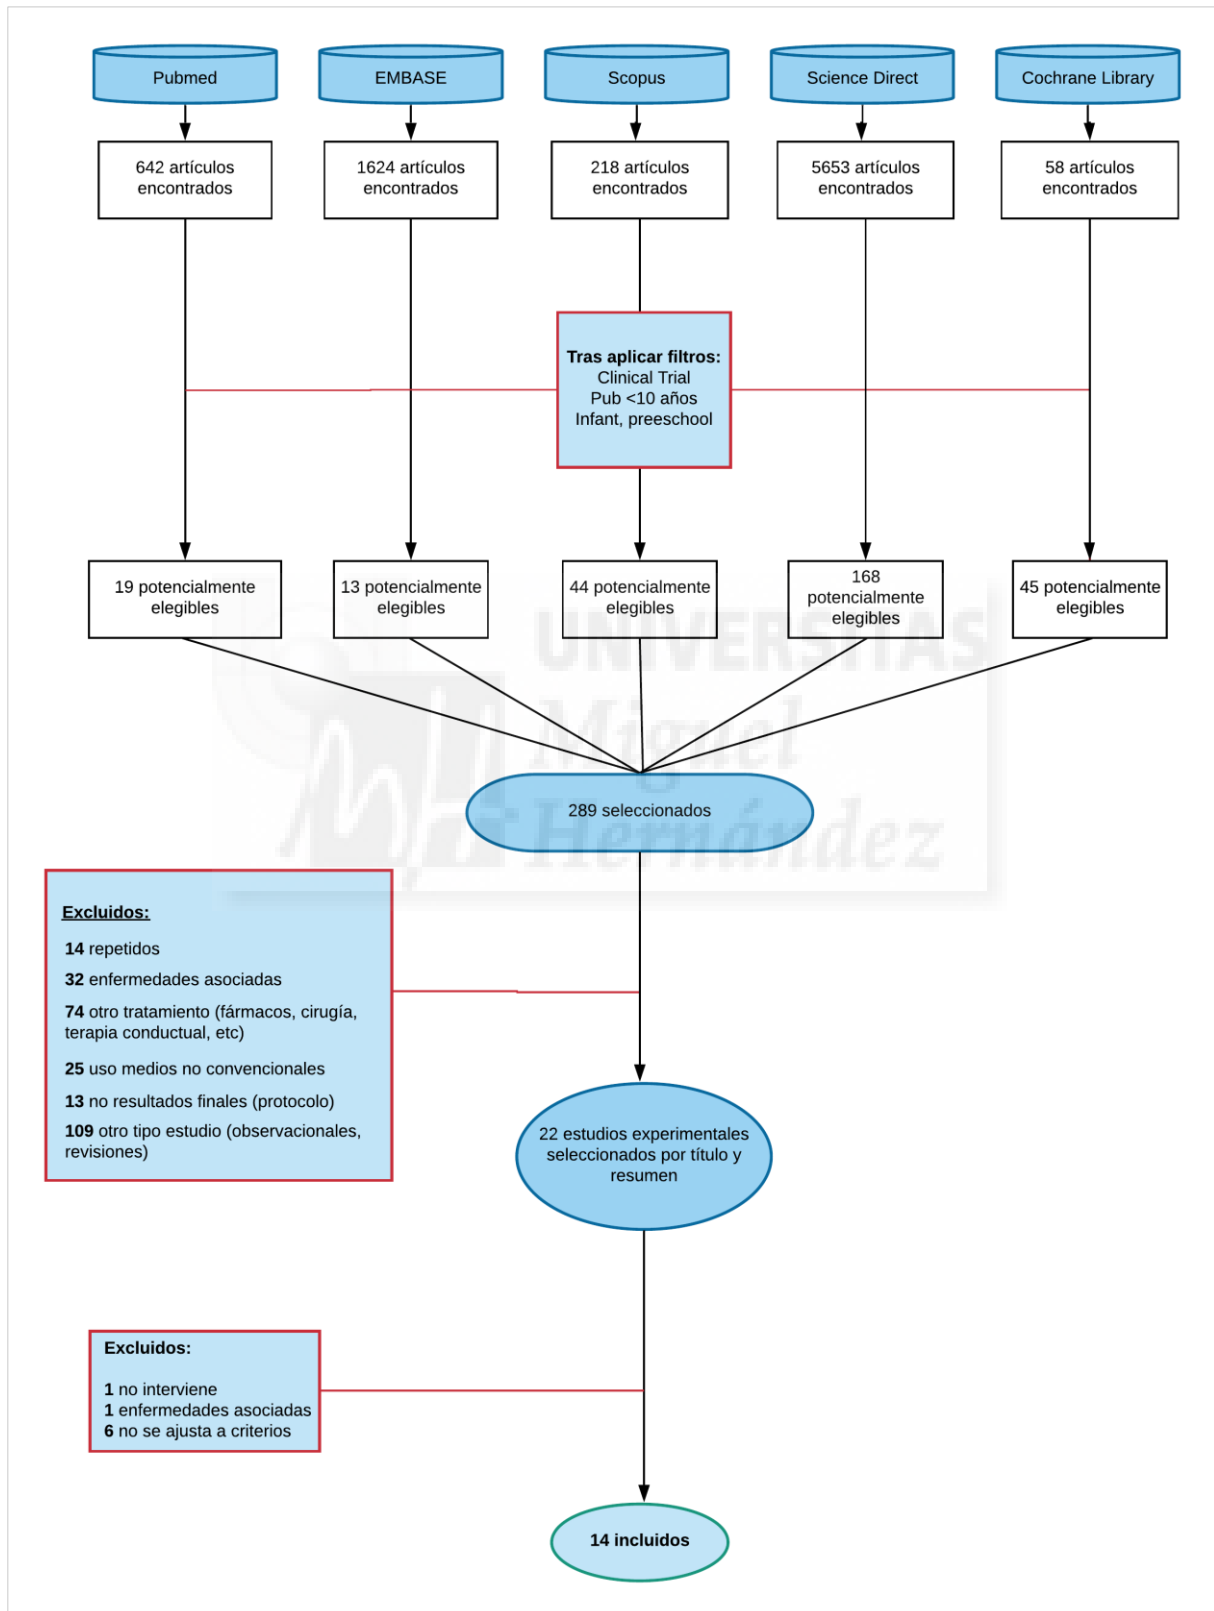 Pubmed
EMBASE
Scopus
Science Direct
Cochrane Library
642 artículos
encontrados
1624 artículos
encontrados
218 artículos
encontrados
5653 artículos
encontrados
58 artículos
encontrados
Tras aplicar filtros:
Clinical Trial
Pub <10 años
Infant, preeschool
19 potencialmente
elegibles
13 potencialmente
elegibles
44 potencialmente
elegibles
168
potencialmente
elegibles
45 potencialmente
elegibles
UNIVERSITAS
Miguel
Hernández
289 seleccionados
Excluidos:
14 repetidos
32 enfermedades asociadas
74 otro tratamiento (fármacos, cirugía,
terapia conductual, etc)
25 uso medios no convencionales
13 no resultados finales (protocolo)
109 otro tipo estudio (observacionales,
revisiones)
22 estudios experimentales
seleccionados por título y
resumen
Excluidos:
1 no interviene
1 enfermedades asociadas
6 no se ajusta a criterios
14 incluidos